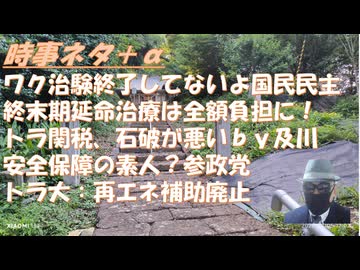 時事ネタ+α
ワク治験終了してないよ国民民主
終末期延命治療は全額負担に!
トラ関税、石破が悪いby及川
安全保障の素人?参政党
トラ大:再エネ補助廃止